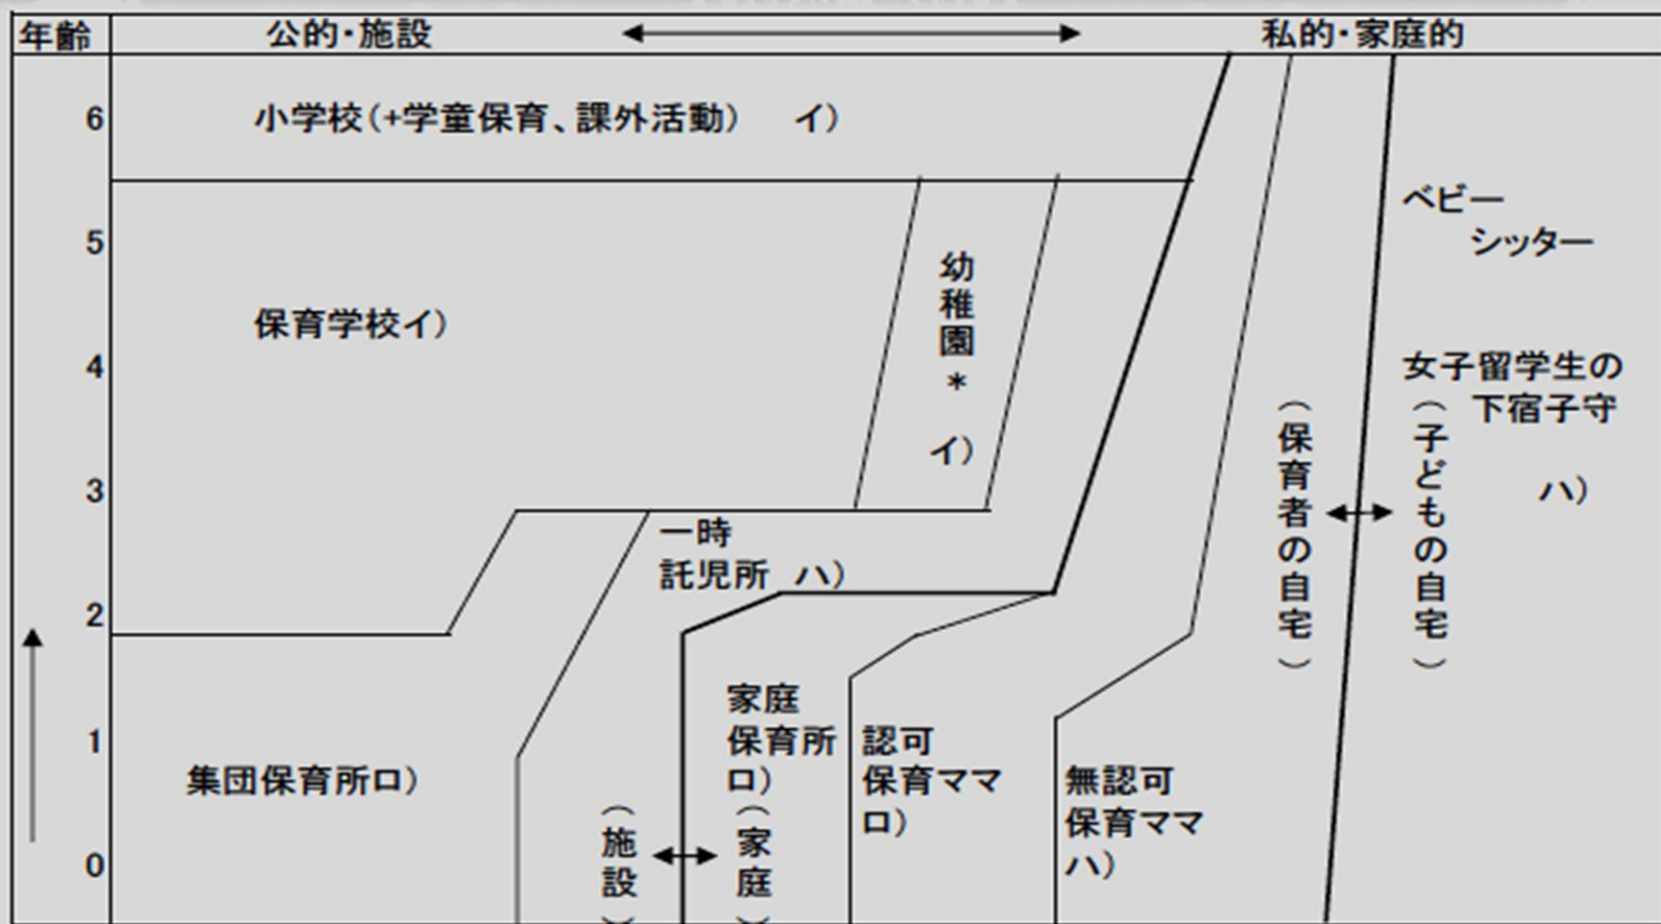 年齢
公的・施設
私的・家庭的
6
小学校(+学童保育、課外活動) イ)
5
ベビー
シッター
幼稚園* イ)
保育学校イ)
4
女子留学生の
下宿子守
ハ)
(保育者の自宅)
(子どもの自宅)
3
一時
託児所 ハ)
2
家庭
保育所
ロ)
1
認可
保育ママ
ロ)
集団保育所ロ)
無認可
保育ママ
ハ)
(施設)
(家庭)
0